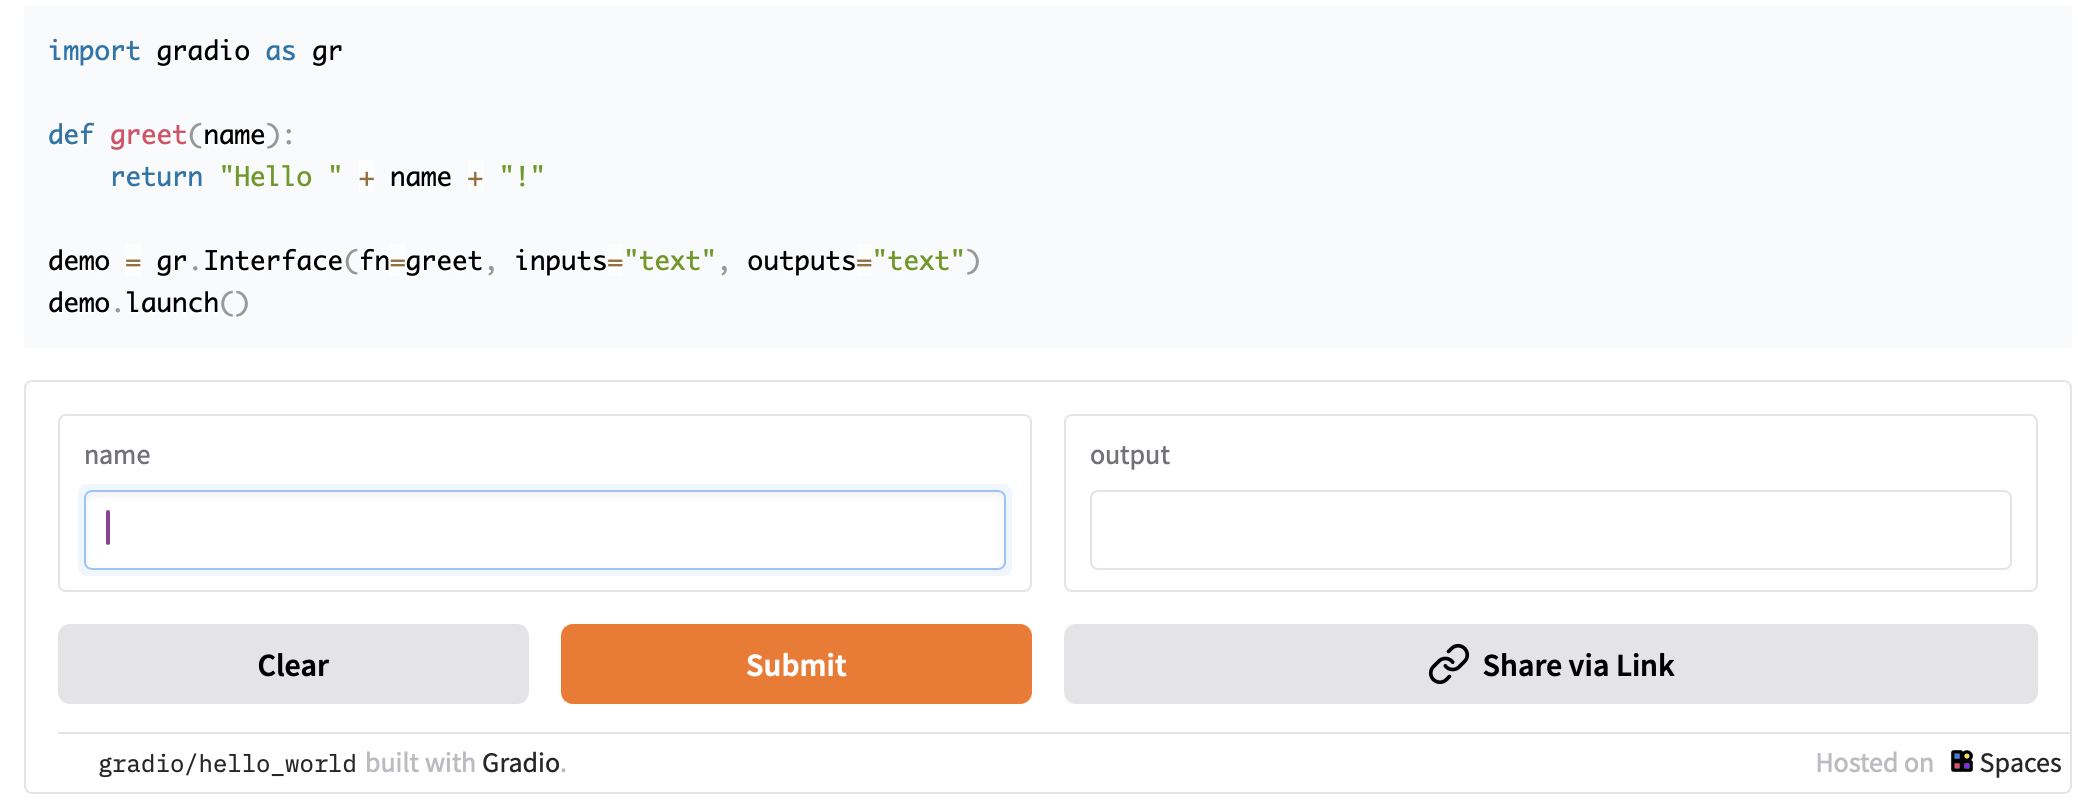 import gradio as gr
def greet(name):
    return "Hello " + name + "!"
demo = gr.Interface(fn=greet, inputs="text", outputs="text")
demo.launch()
name
output
Clear
Submit
Share via Link
gradio/hello_world built with Gradio.
Hosted on Spaces